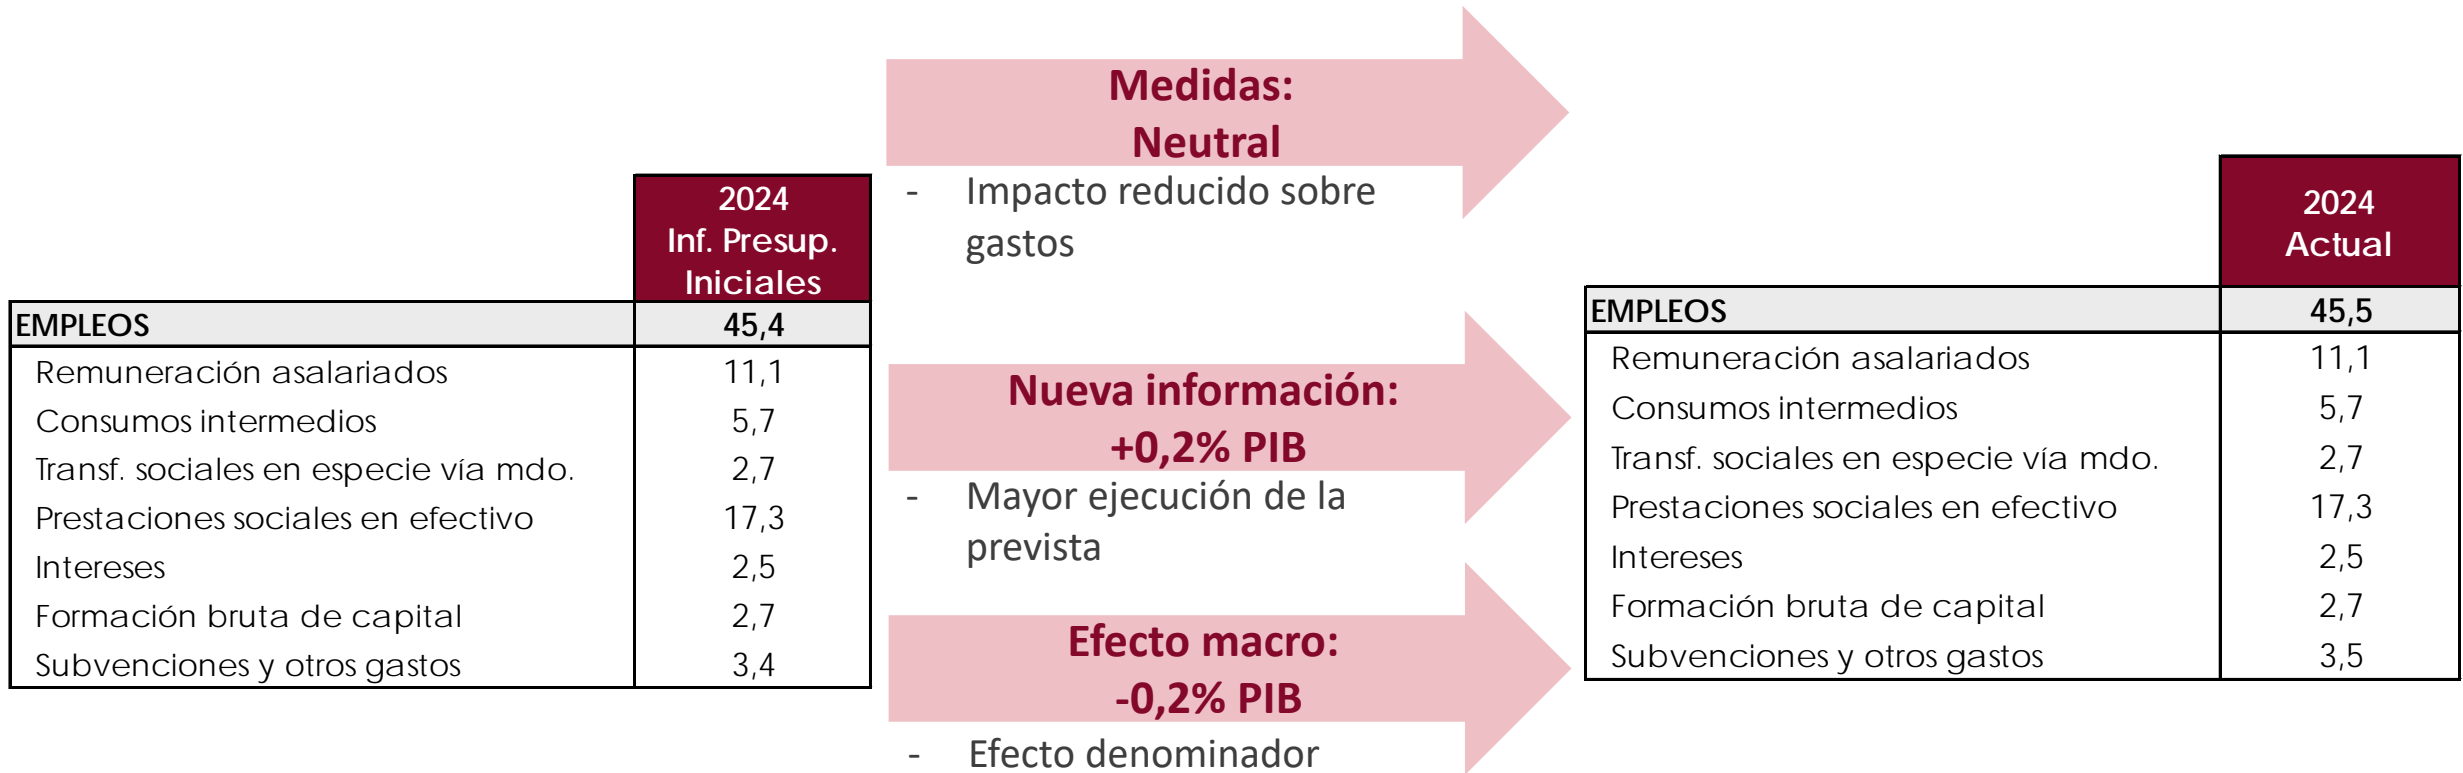 2024
Inf. Presup.
Iniciales
EMPLEOS 45,4
Remuneración asalariados 11,1
Consumos intermedios 5,7
Transf. sociales en especie vía mdo. 2,7
Prestaciones sociales en efectivo 17,3
Intereses 2,5
Formación bruta de capital 2,7
Subvenciones y otros gastos 3,4
Medidas:
Neutral
- Impacto reducido sobre
gastos
Nueva información:
+0,2% PIB
- Mayor ejecución de la
prevista
Efecto macro:
-0,2% PIB
- Efecto denominador
2024
Actual
EMPLEOS 45,5
Remuneración asalariados 11,1
Consumos intermedios 5,7
Transf. sociales en especie vía mdo. 2,7
Prestaciones sociales en efectivo 17,3
Intereses 2,5
Formación bruta de capital 2,7
Subvenciones y otros gastos 3,5